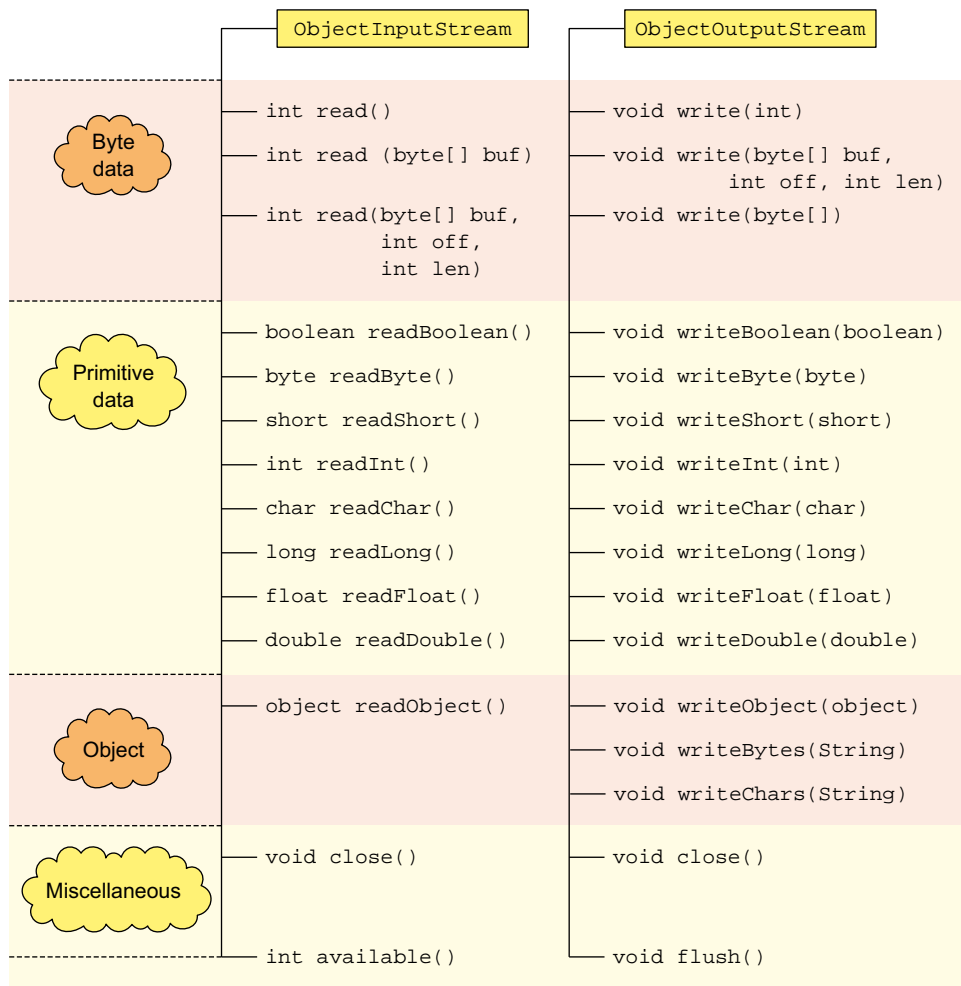 ObjectInputStream
ObjectOutputStream
Byte
data
int read()
void write(int)
int read (byte[] buf)
void write(byte[] buf,
int off, int len)
int read(byte[] buf,
int off,
int len)
void write(byte[])
Primitive
data
boolean readBoolean()
void writeBoolean(boolean)
byte readByte()
void writeByte(byte)
short readShort()
void writeShort(short)
int readInt()
void writeInt(int)
char readChar()
void writeChar(char)
long readLong()
void writeLong(long)
float readFloat()
void writeFloat(float)
double readDouble()
void writeDouble(double)
Object
object readObject()
void writeObject(object)
void writeBytes(String)
void writeChars(String)
Miscellaneous
void close()
void close()
int available()
void flush()